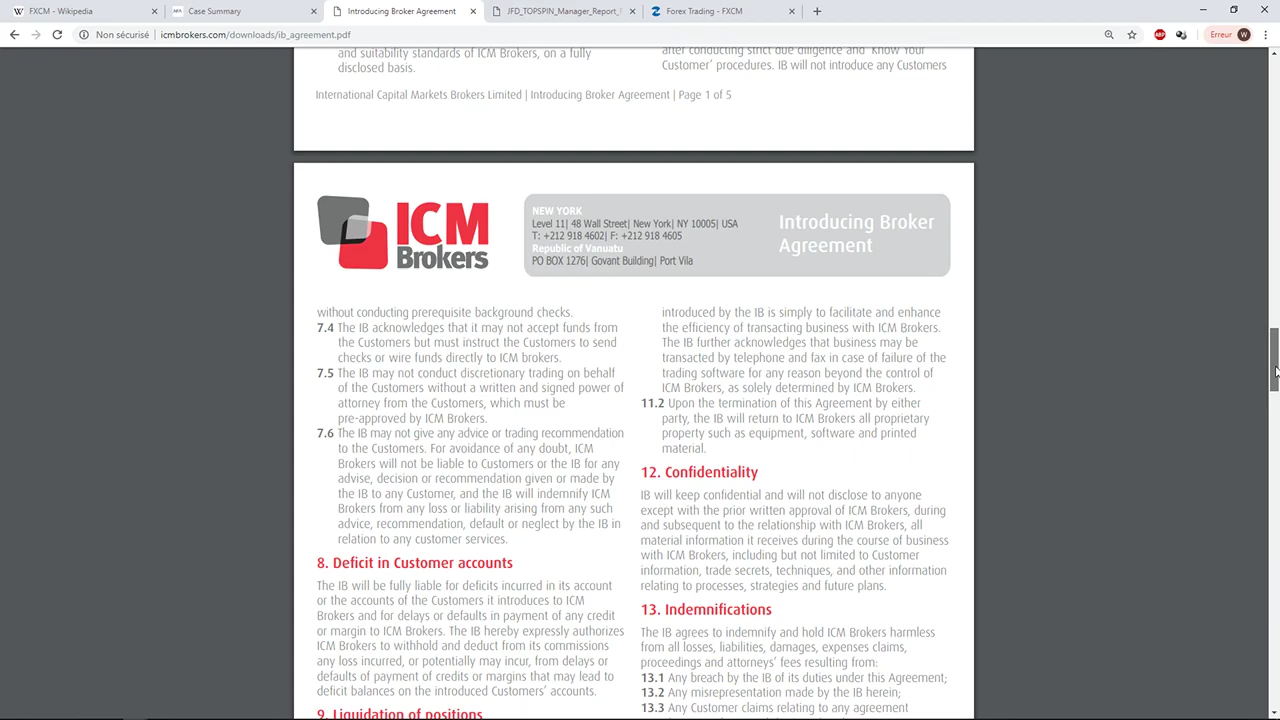 FXCM - Wikipedia
Case Summary
Introducing Broker Agreement
JFD_TOPSPIN_Manager_Report_
Forex Trading - FXCM
Non sécurisé | icmbrokers.com/downloads/ib_agreement.pdf
ABP
Erreur W
and suitability standards of ICM Brokers, on a fully
disclosed basis.
after conducting strict due diligence and 'Know Your
Customer' procedures. IB will not introduce any Customers
International Capital Markets Brokers Limited | Introducing Broker Agreement | Page 1 of 5
ICM
Brokers
NEW YORK
Level 11| 48 Wall Street| New York| NY 10005| USA
T: +212 918 4602| F: +212 918 4605
Republic of Vanuatu
PO BOX 1276| Govant Building| Port Vila
Introducing Broker
Agreement
without conducting prerequisite background checks.
7.4 The IB acknowledges that it may not accept funds from
the Customers but must instruct the Customers to send
checks or wire funds directly to ICM brokers.
7.5 The IB may not conduct discretionary trading on behalf
of the Customers without a written and signed power of
attorney from the Customers, which must be
pre-approved by ICM Brokers.
7.6 The IB may not give any advice or trading recommendation
to the Customers. For avoidance of any doubt, ICM
Brokers will not be liable to Customers or the IB for any
advise, decision or recommendation given or made by
the IB to any Customer, and the IB will indemnify ICM
Brokers from any loss or liability arising from any such
advice, recommendation, default or neglect by the IB in
relation to any customer services.
8. Deficit in Customer accounts
The IB will be fully liable for deficits incurred in its account
or the accounts of the Customers it introduces to ICM
Brokers and for delays or defaults in payment of any credit
or margin to ICM Brokers. The IB hereby expressly authorizes
ICM Brokers to withhold and deduct from its commissions
any loss incurred, or potentially may incur, from delays or
defaults of payment of credits or margins that may lead to
deficit balances on the introduced Customers' accounts.
9. Liquidation of positions
introduced by the IB is simply to facilitate and enhance
the efficiency of transacting business with ICM Brokers.
The IB further acknowledges that business may be
transacted by telephone and fax in case of failure of the
trading software for any reason beyond the control of
ICM Brokers, as solely determined by ICM Brokers.
11.2 Upon the termination of this Agreement by either
party, the IB will return to ICM Brokers all proprietary
property such as equipment, software and printed
material.
12. Confidentiality
IB will keep confidential and will not disclose to anyone
except with the prior written approval of ICM Brokers, during
and subsequent to the relationship with ICM Brokers, all
material information it receives during the course of business
with ICM Brokers, including but not limited to Customer
information, trade secrets, techniques, and other information
relating to processes, strategies and future plans.
13. Indemnifications
The IB agrees to indemnify and hold ICM Brokers harmless
from all losses, liabilities, damages, expenses claims,
proceedings and attorneys' fees resulting from:
13.1 Any breach by the IB of its duties under this Agreement;
13.2 Any misrepresentation made by the IB herein;
13.3 Any Customer claims relating to any agreement